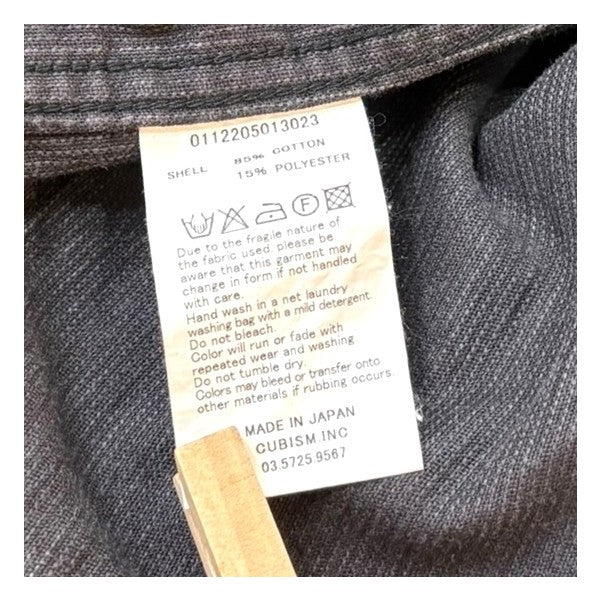 0112205013023
SHELL 85% COTTON
15% POLYESTER
F
Due to the fragile nature of
the fabric used, please be
aware that this garment may
change in form if not handled
with care.
Hand wash in a net laundry
washing bag with a mild detergent.
Do not bleach.
Color will run or fade with
repeated wear and washing
Do not tumble dry.
Colors may bleed or transfer onto
other materials if rubbing occurs.
MADE IN JAPAN
CUBISM.INC
03.5725.9567